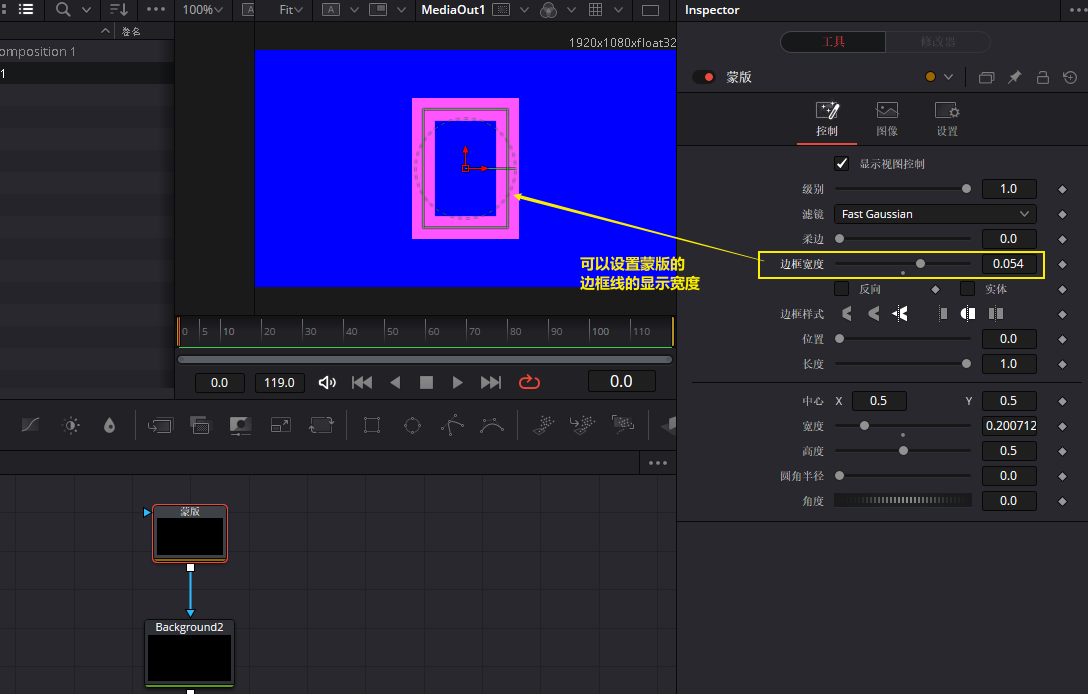 100%
A
Fit
A
MediaOut1
Inspector
卷名
omposition 1
1
1920x1080xfloat32
工具
修改器
蒙版
控制
图像
设置
显示视图控制
级别
1.0
滤镜
Fast Gaussian
柔边
0.0
边框宽度
0.054
可以设置蒙版的
边框线的显示宽度
反向
实体
边框样式
位置
0.0
长度
1.0
0 5 10 20 30 40 50 60 70 80 90 100 110
0.0
119.0
0.0
中心 X 0.5 Y 0.5
宽度
0.200712
高度
0.5
圆角半径
0.0
角度
0.0
蒙版
Background2